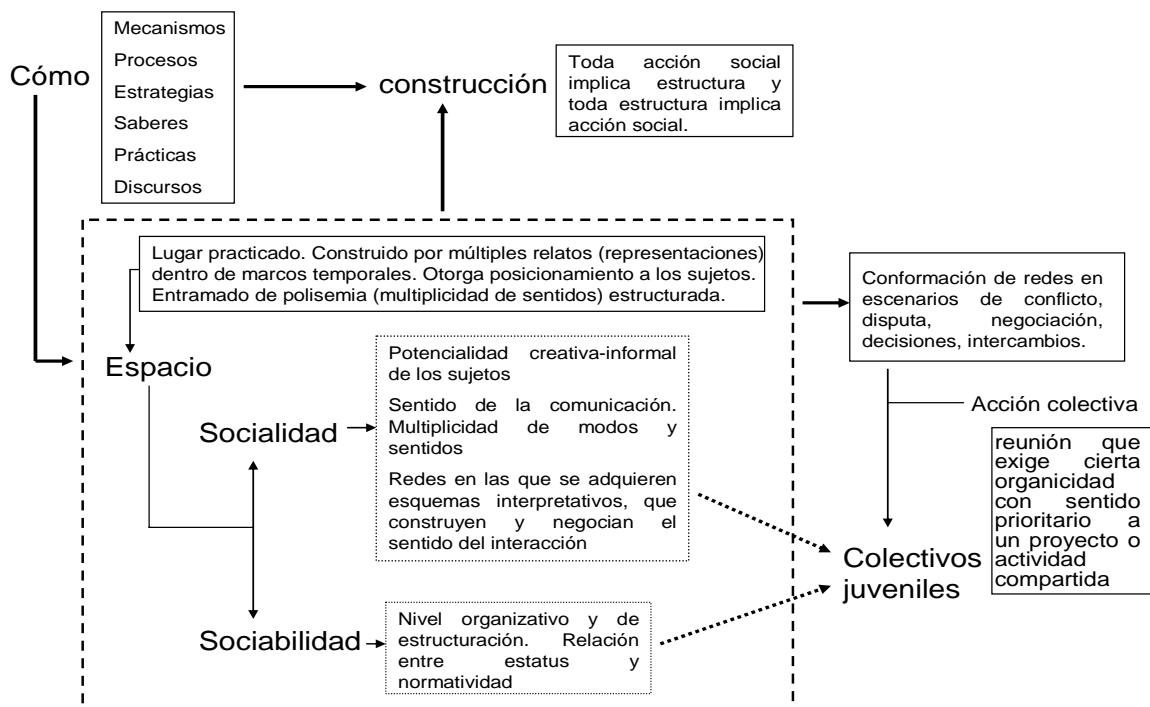 Cómo
Mecanismos
Procesos
Estrategias
Saberes
Prácticas
Discursos
construcción
Toda acción social
implica estructura y
toda estructura implica
acción social.
Lugar practicado. Construido por múltiples relatos (representaciones)
dentro de marcos temporales. Otorga posicionamiento a los sujetos.
Entramado de polisemia (multiplicidad de sentidos) estructurada.
Espacio
Socialidad
Potencialidad creativa-informal
de los sujetos
Sentido de la comunicación.
Multiplicidad de modos y
sentidos
Redes en las que se adquieren
esquemas interpretativos, que
construyen y negocian el
sentido del interacción
Sociabilidad
Nivel organizativo y de
estructuración. Relación
entre estatus y
normatividad
Conformación de redes en
escenarios de conflicto,
disputa, negociación,
decisiones, intercambios.
Acción colectiva
reunión que
exige cierta
organicidad
con sentido
prioritario a
un proyecto o
actividad
compartida
Colectivos
juveniles